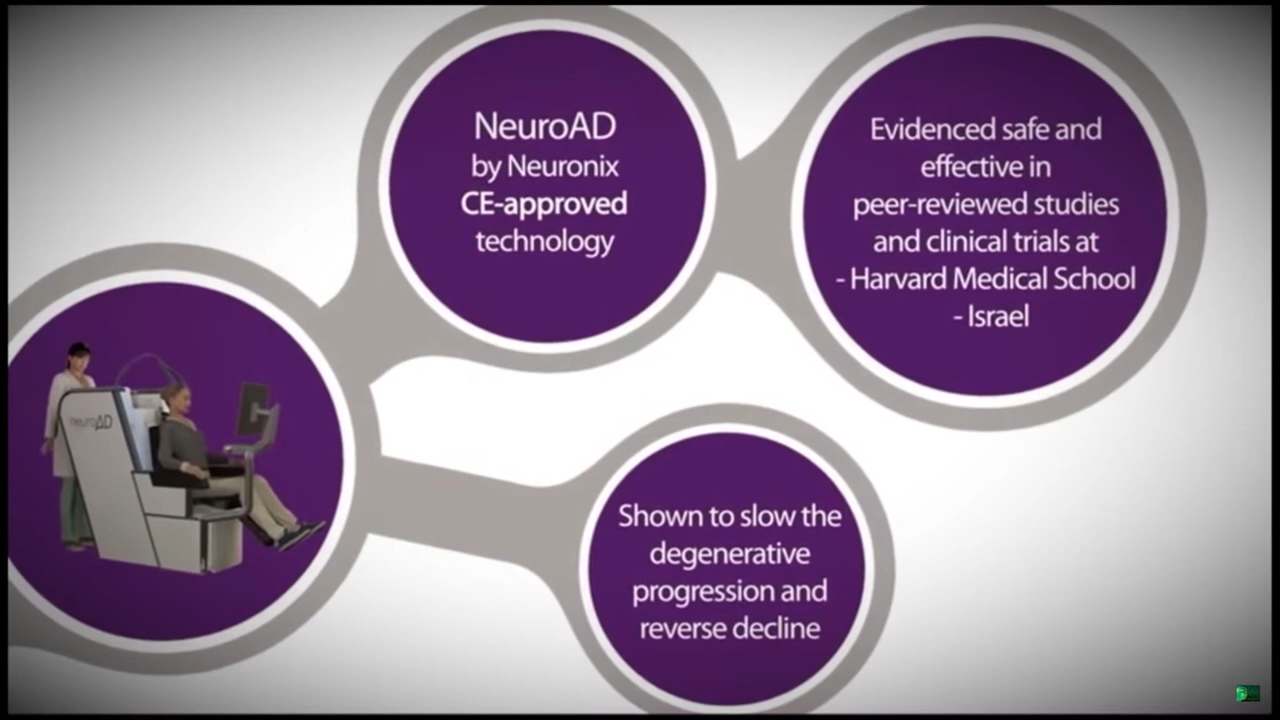 NeuroAD
by Neuronix
CE-approved
technology
Evidenced safe and
effective in
peer-reviewed studies
and clinical trials at
- Harvard Medical School
- Israel
neuroAD
Shown to slow the
degenerative
progression and
reverse decline